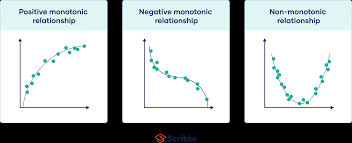 Positive monotonic
relationship
Negative monotonic
relationship
Non-monotonic
relationship
Scribbr